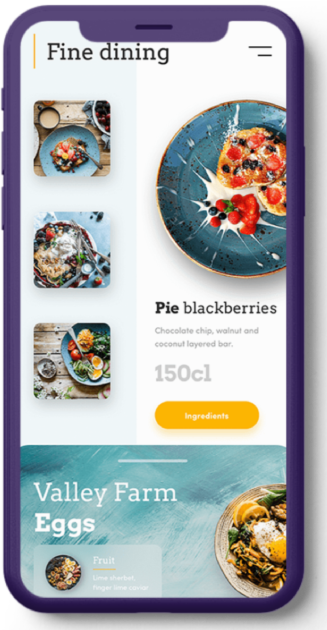 Fine dining
Pie blackberries
Chocolate chip, walnut and
coconut layered bar.
150cl
Ingredients
Valley Farm
Eggs
Fruit
Lime sherbet,
finger lime caviar